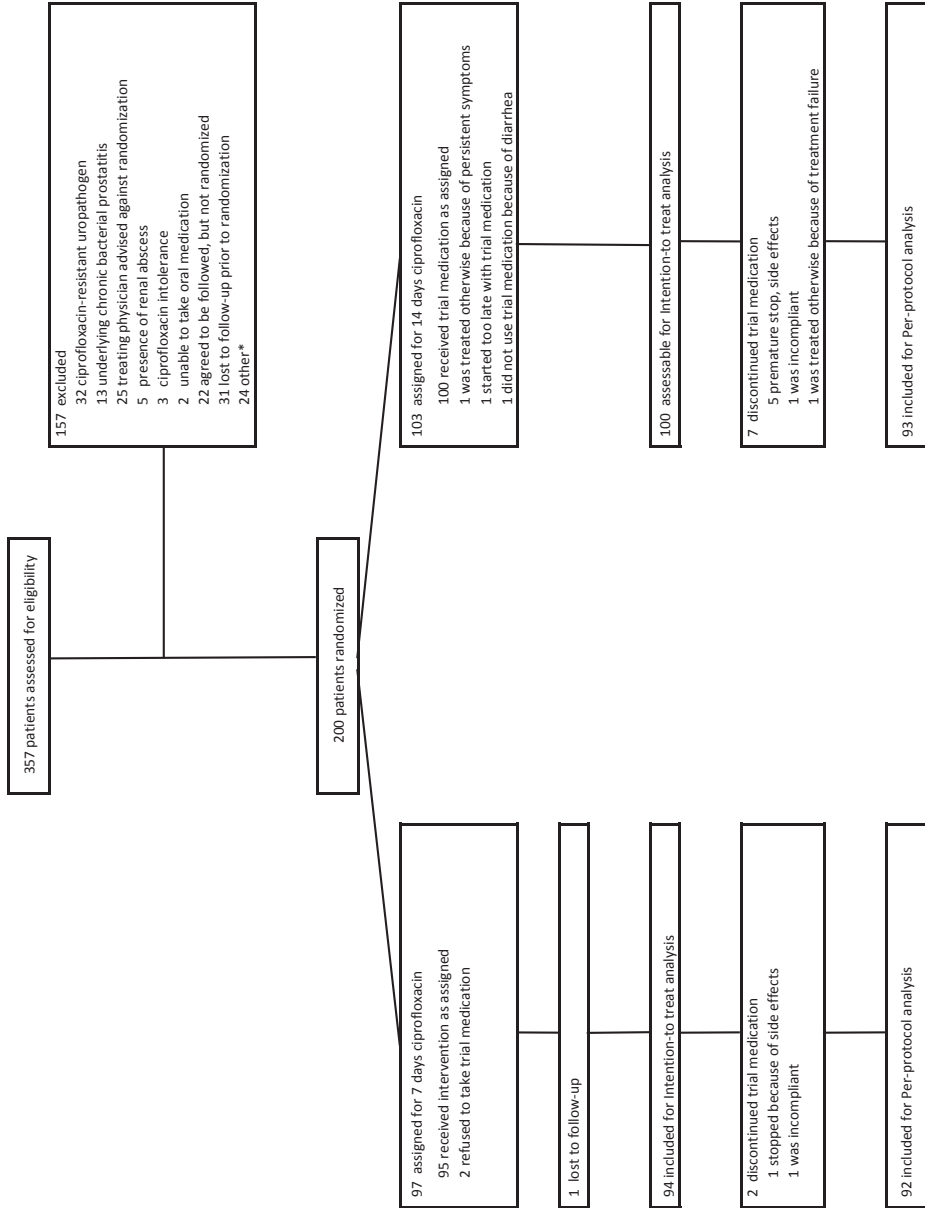 357 patients assessed for eligibility
157 excluded
32 ciprofloxacin-resistant uropathogen
13 underlying chronic bacterial prostatitis
25 treating physician advised against randomization
5 presence of renal abscess
3 ciprofloxacin intolerance
2 unable to take oral medication
22 agreed to be followed, but not randomized
31 lost to follow-up prior to randomization
24 other*
200 patients randomized
97 assigned for 7 days ciprofloxacin
95 received intervention as assigned
2 refused to take trial medication
1 lost to follow-up
94 included for Intention-to treat analysis
2 discontinued trial medication
1 stopped because of side effects
1 was incompliant
92 included for Per-protocol analysis
103 assigned for 14 days ciprofloxacin
100 received trial medication as assigned
1 was treated otherwise because of persistent symptoms
1 started too late with trial medication
1 did not use trial medication because of diarrhea
100 assessable for Intention-to treat analysis
7 discontinued trial medication
5 premature stop, side effects
1 was incompliant
1 was treated otherwise because of treatment failure
93 included for Per-protocol analysis